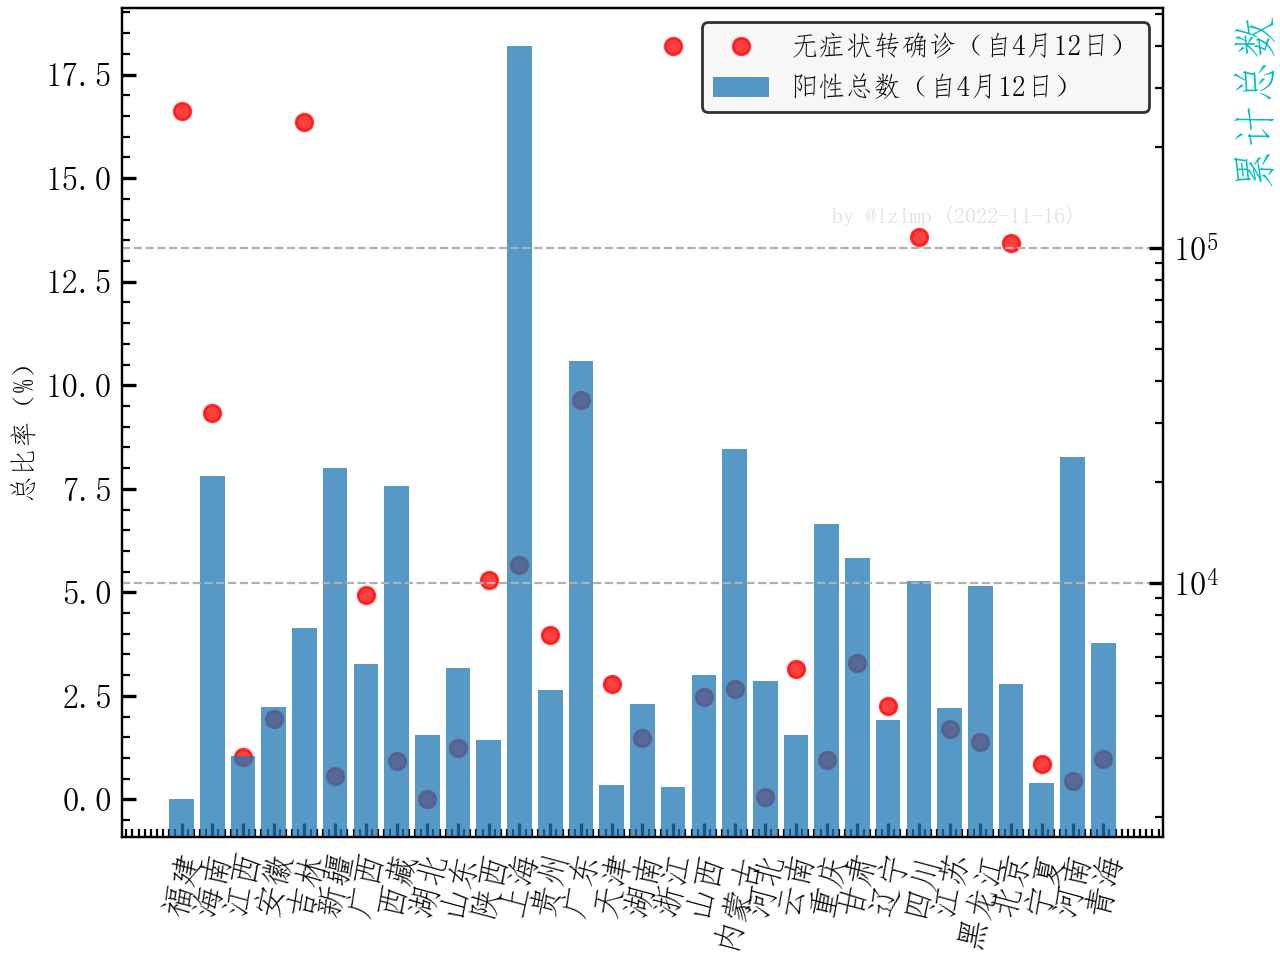 无症状转确诊（自4月12日）
阳性总数（自4月12日）
累计总数
by @lzimp (2022-11-16)
总比率 (%)
17.5
15.0
12.5
10.0
7.5
5.0
2.5
0.0
10^5
10^4
福建
海南
江西
安徽
吉林
新疆
广西
西藏
湖北
山东
陕西
上海
贵州
广东
天津
湖南
浙江
山西
内蒙古
河北
云南
重庆
甘肃
辽宁
四川
江苏
黑龙江
北京
宁夏
河南
青海